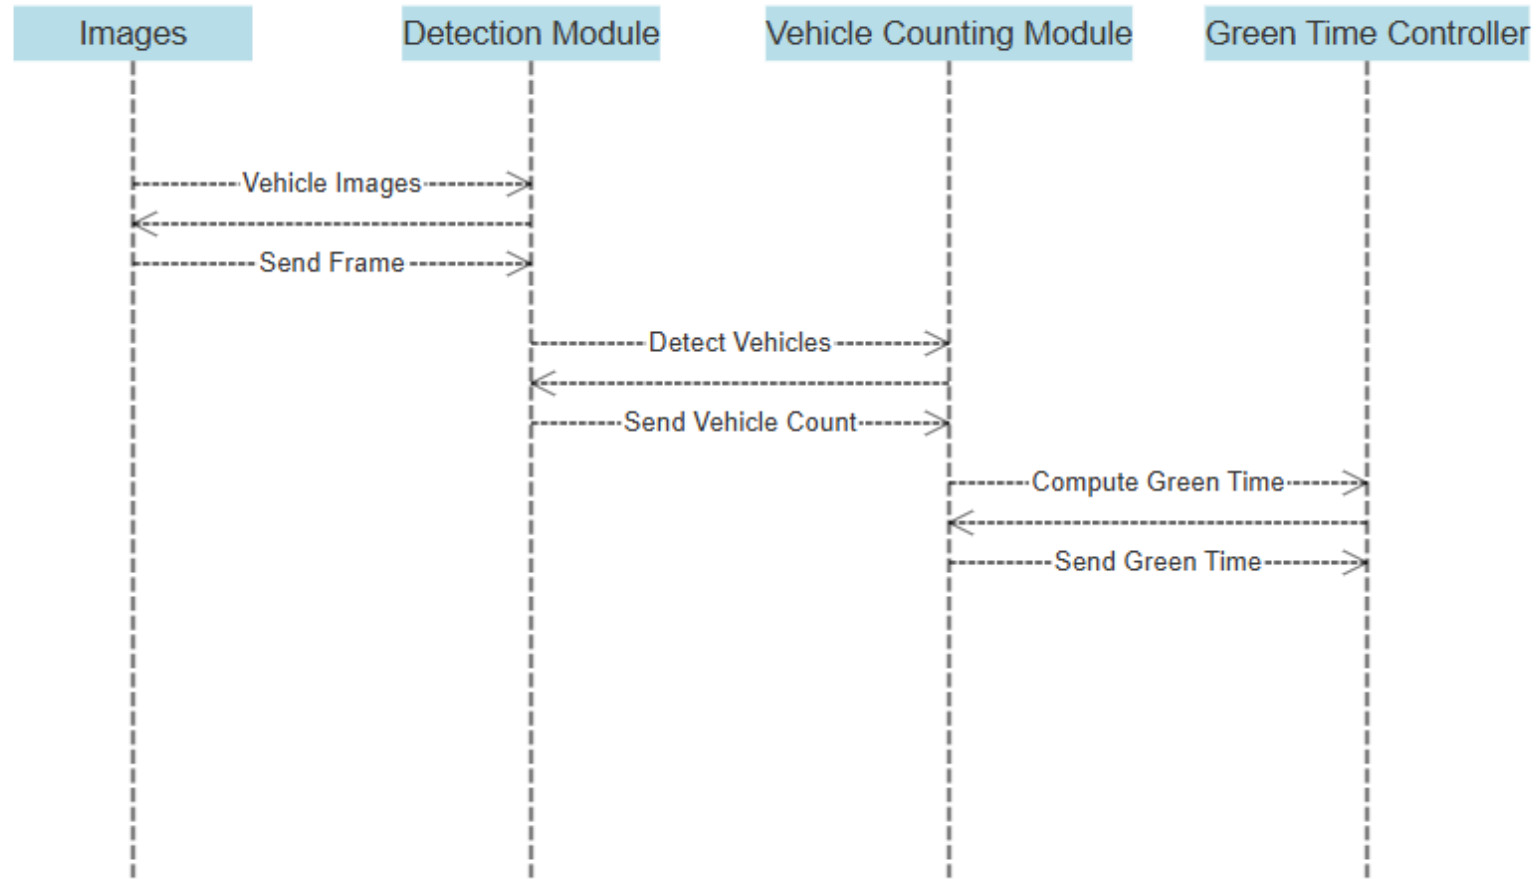 Images
Detection Module
Vehicle Counting Module
Green Time Controller
Vehicle Images
Send Frame
Detect Vehicles
Send Vehicle Count
Compute Green Time
Send Green Time